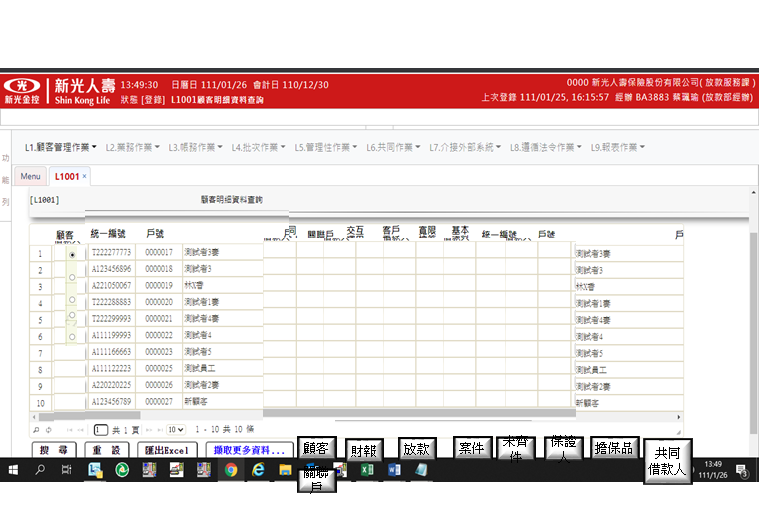 新光金控
新光人壽
Shin Kong Life
13:49:30 日曆日 111/01/26 會計日 110/12/30
狀態 [登錄] L1001顧客明細資料查詢
0000 新光人壽保險股份有限公司( 放款服務課 )
上次登錄 111/01/25, 16:15:57 經辦 BA3883 蔡珮瑜 (放款部經辦)
功能列
L1.顧客管理作業 L2.業務作業 L3.帳務作業 L4.批次作業 L5.管理性作業 L6.共同作業 L7.介接外部系統 L8.遵循法令作業 L9.報表作業
Menu L1001 ×
[L1001] 顧客明細資料查詢
顧客 統一編號 戶號 關聯戶 交互 客戶 寬限 基本 統一編號 戶號 戶
1 T222277773 0000017 測試者3妻 測試者3妻
2 A123456896 0000018 測試者3 測試者3
3 A221050067 0000019 林X香 林X香
4 T222288883 0000020 測試者1妻 測試者1妻
5 T222299993 0000021 測試者4妻 測試者4妻
6 A111199993 0000022 測試者4 測試者4
7 A111166663 0000023 測試者5 測試者5
8 A111122223 0000025 測試員工 測試員工
9 A220220225 0000026 測試者2妻 測試者2妻
10 A123456789 0000027 新顧客 新顧客
1 共 1 頁 10 1 - 10 共 10 條
搜 尋 重 設 匯出Excel 擷取更多資料...
顧客 財報 放款 案件 未齊件 保證人 擔保品 共同借款人
關聯戶
13:49
111/1/26
3